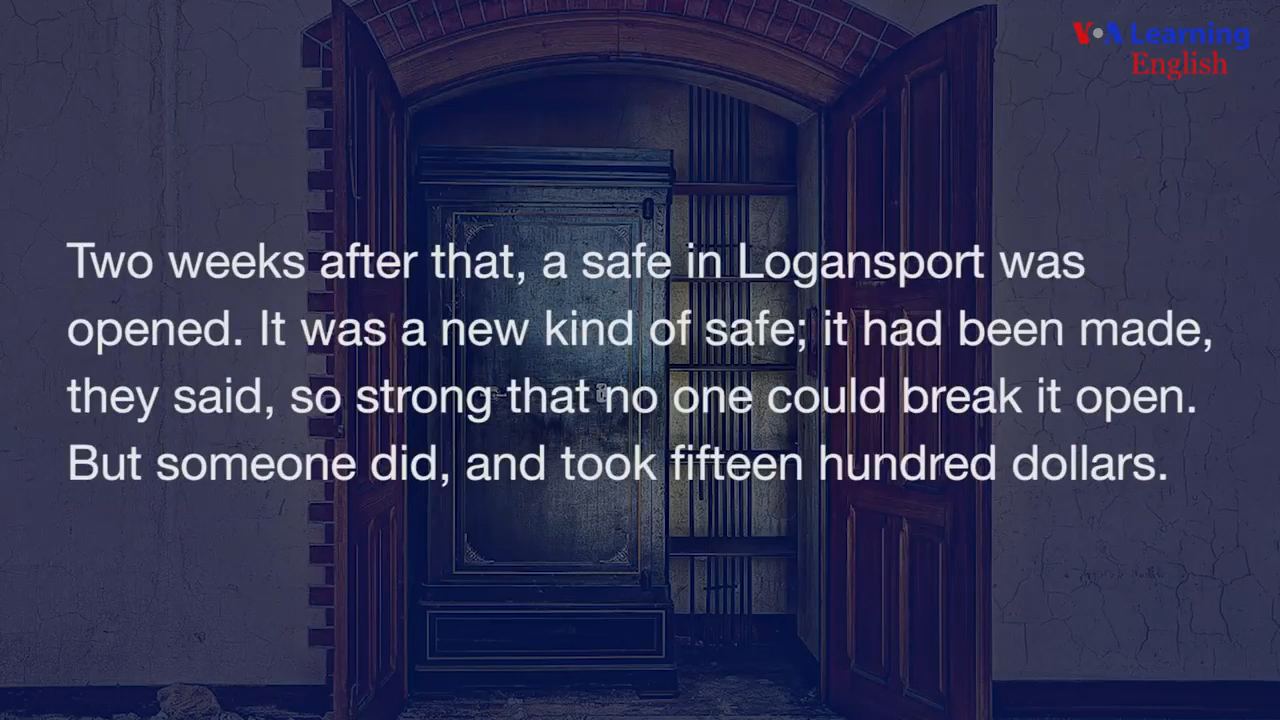 VOA Learning
English
Two weeks after that, a safe in Logansport was
opened. It was a new kind of safe; it had been made,
they said, so strong that no one could break it open.
But someone did, and took fifteen hundred dollars.